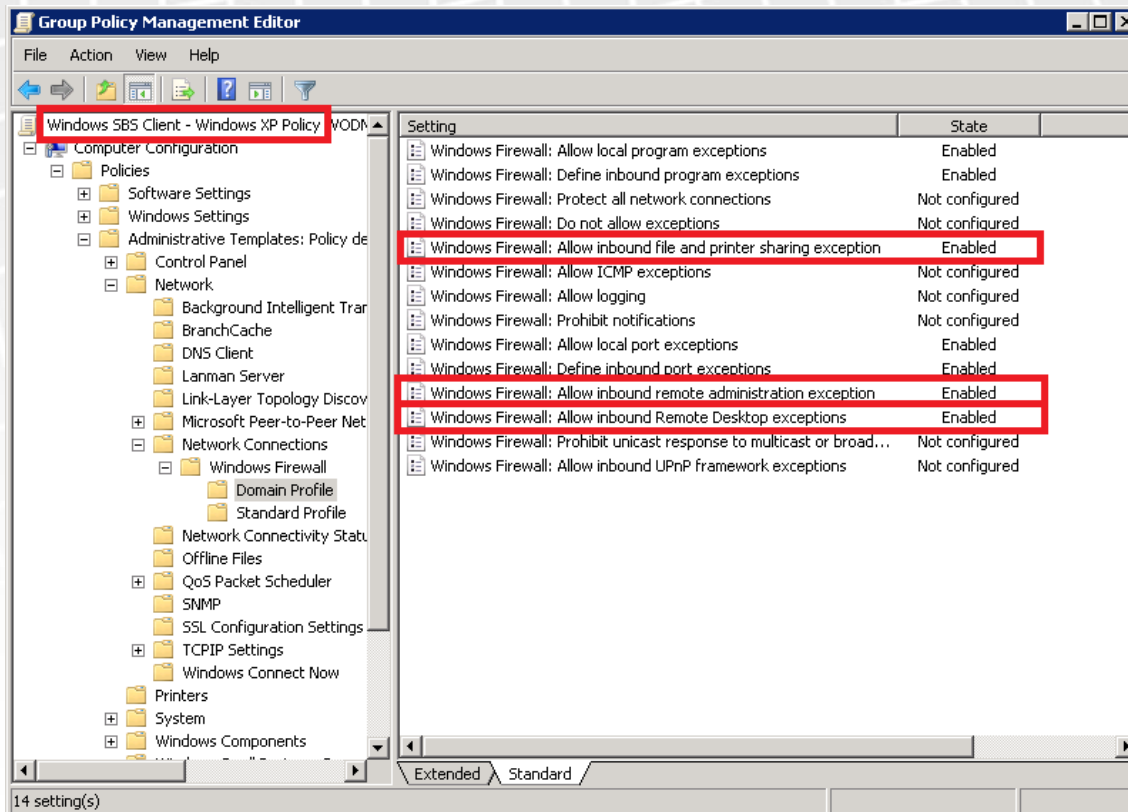 Group Policy Management Editor
File Action View Help
Windows SBS Client - Windows XP Policy
Computer Configuration
Policies
Software Settings
Windows Settings
Administrative Templates: Policy de
Control Panel
Network
Background Intelligent Tran
BranchCache
DNS Client
Lanman Server
Link-Layer Topology Discov
Microsoft Peer-to-Peer Net
Network Connections
Windows Firewall
Domain Profile
Standard Profile
Network Connectivity Statu
Offline Files
QoS Packet Scheduler
SNMP
SSL Configuration Settings
TCPIP Settings
Windows Connect Now
Printers
System
Windows Components
Setting State
Windows Firewall: Allow local program exceptions Enabled
Windows Firewall: Define inbound program exceptions Enabled
Windows Firewall: Protect all network connections Not configured
Windows Firewall: Do not allow exceptions Not configured
Windows Firewall: Allow inbound file and printer sharing exception Enabled
Windows Firewall: Allow ICMP exceptions Not configured
Windows Firewall: Allow logging Not configured
Windows Firewall: Prohibit notifications Not configured
Windows Firewall: Allow local port exceptions Enabled
Windows Firewall: Define inbound port exceptions Enabled
Windows Firewall: Allow inbound remote administration exception Enabled
Windows Firewall: Allow inbound Remote Desktop exceptions Enabled
Windows Firewall: Prohibit unicast response to multicast or broad... Not configured
Windows Firewall: Allow inbound UPnP framework exceptions Not configured
Extended Standard
14 setting(s)